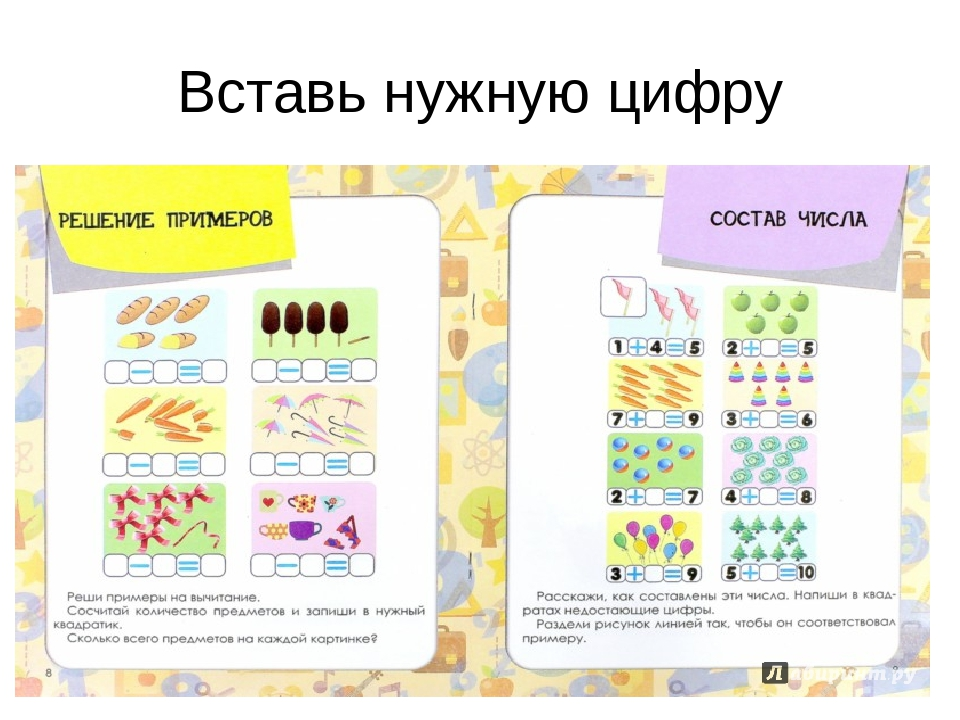 Вставь нужную цифру
РЕШЕНИЕ ПРИМЕРОВ
Реши примеры на вычитание.
Сосчитай количество предметов и запиши в нужный
квадратик.
Сколько всего предметов на каждой картинке?
8
СОСТАВ ЧИСЛА
1 + 4 = 5
2 + = 5
7 + = 9
3 + = 6
2 + = 7
4 + = 8
3 + = 9
5 + = 10
Расскажи, как составлены эти числа. Напиши в квад-
ратах недостающие цифры.
Раздели рисунок линией так, чтобы он соответствовал
примеру.
Лабиринт.ру